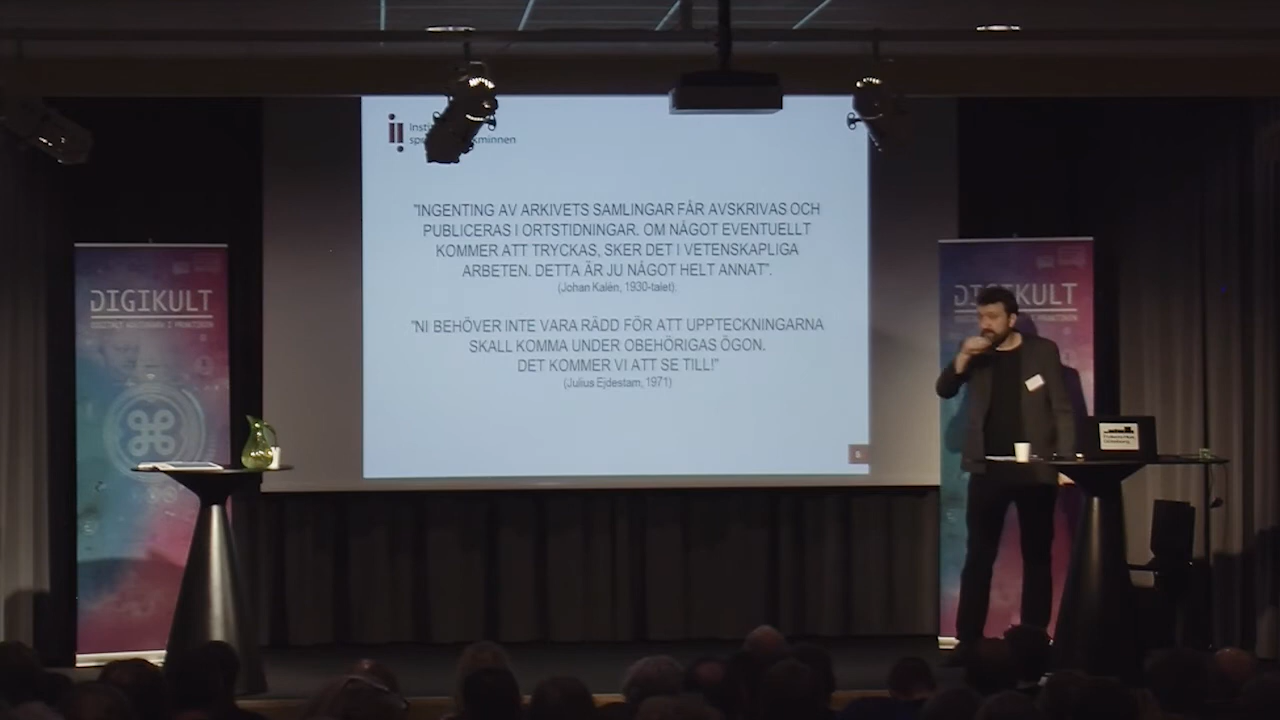 "INGENTING AV ARKIVETS SAMLINGAR FÅR AVSKRIVAS OCH
PUBLICERAS I ORTSTIDNINGAR. OM NÅGOT EVENTUELLT
KOMMER ATT TRYCKAS, SKER DET I VETENSKAPLIGA
ARBETEN. DETTA ÄR JU NÅGOT HELT ANNAT".
(Johan Kalén, 1930-talet).
"NI BEHÖVER INTE VARA RÄDD FÖR ATT UPPTECKNINGARNA
SKALL KOMMA UNDER OBEHÖRIGAS ÖGON.
DET KOMMER VI ATT SE TILL!"
(Julius Ejdestam, 1971)
DIGIKULT
DIGIKULT